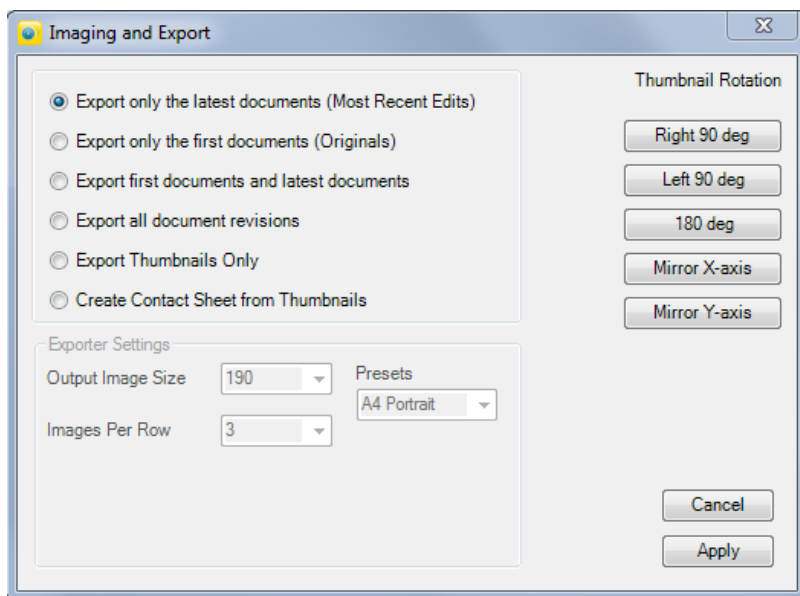 Imaging and Export
Export only the latest documents (Most Recent Edits)
Export only the first documents (Originals)
Export first documents and latest documents
Export all document revisions
Export Thumbnails Only
Create Contact Sheet from Thumbnails
Thumbnail Rotation
Right 90 deg
Left 90 deg
180 deg
Mirror X-axis
Mirror Y-axis
Exporter Settings
Output Image Size
190
Presets
A4 Portrait
Images Per Row
3
Cancel
Apply